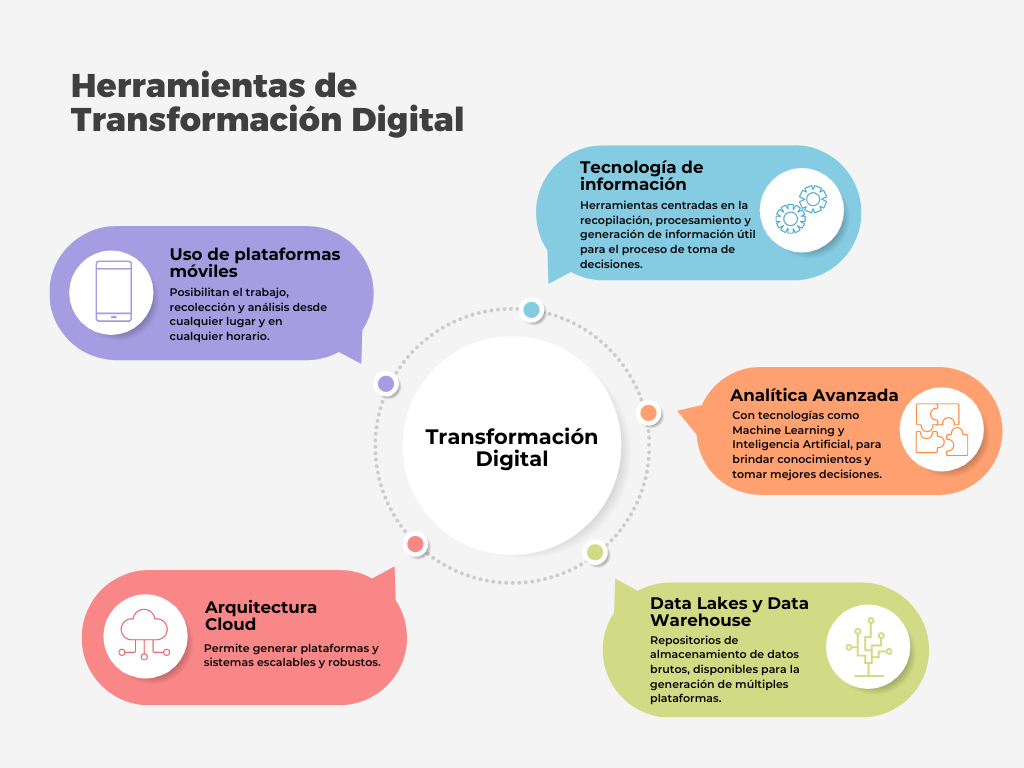 Herramientas de
Transformación Digital
Tecnología de
información
Herramientas centradas en la
recopilación, procesamiento y
generación de información útil
para el proceso de toma de
decisiones.
Uso de plataformas
móviles
Posibilitan el trabajo,
recolección y análisis desde
cualquier lugar y en
cualquier horario.
Analítica Avanzada
Con tecnologías como
Machine Learning y
Inteligencia Artificial, para
brindar conocimientos y
tomar mejores decisiones.
Transformación
Digital
Arquitectura
Cloud
Permite generar plataformas y
sistemas escalables y robustos.
Data Lakes y Data
Warehouse
Repositorios de
almacenamiento de datos
brutos, disponibles para la
generación de múltiples
plataformas.